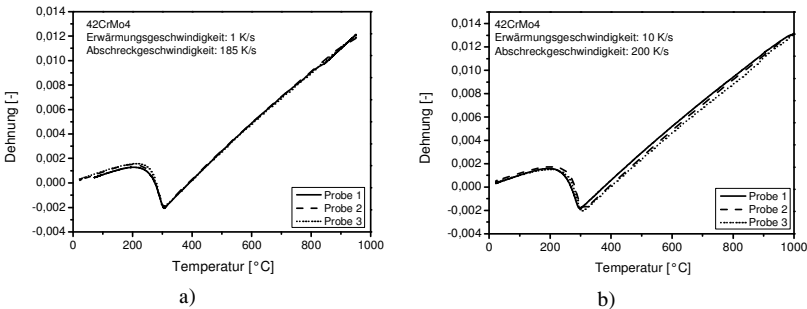 42CrMo4
Erwärmungsgeschwindigkeit: 1 K/s
Abschreckgeschwindigkeit: 185 K/s
0,014
0,012
0,010
0,008
0,006
0,004
0,002
0,000
-0,002
-0,004
Dehnung [-]
Probe 1
Probe 2
Probe 3
0 200 400 600 800 1000
Temperatur [°C]
a)
42CrMo4
Erwärmungsgeschwindigkeit: 10 K/s
Abschreckgeschwindigkeit: 200 K/s
0,015
0,012
0,010
0,008
0,006
0,004
0,002
0,000
-0,002
-0,004
Dehnung [-]
Probe 1
Probe 2
Probe 3
0 200 400 600 800 1000
Temperatur [°C]
b)